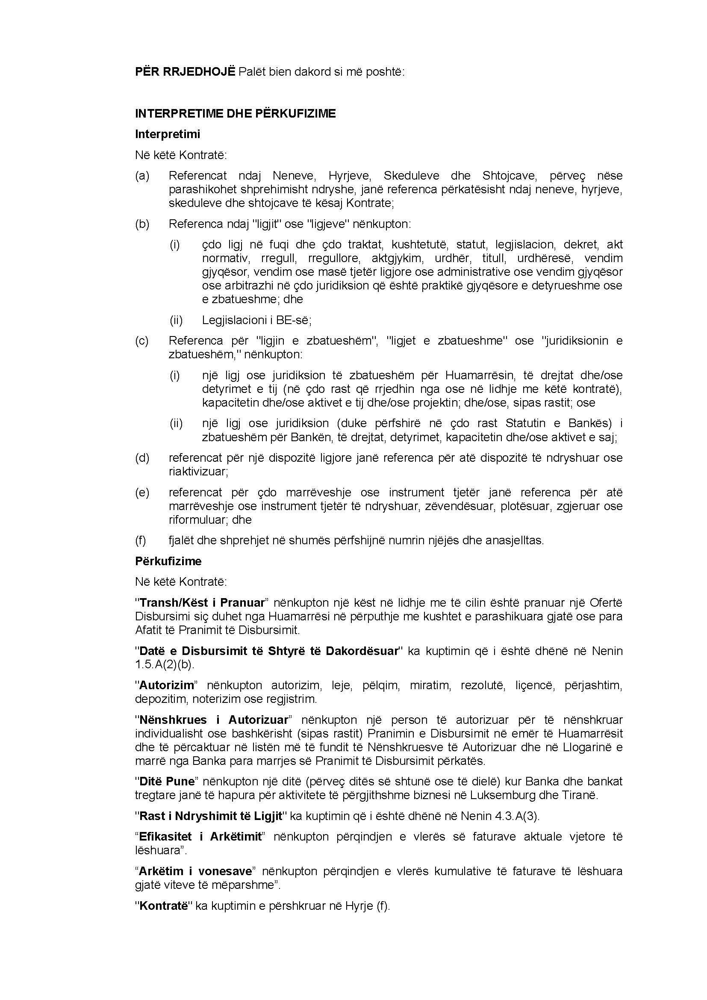 PËR RRJEDHOJË Palët bien dakord si më poshtë:
INTERPRETIME DHE PËRKUFIZIME
Interpretimi
Në këtë Kontratë:
(a) Referencat ndaj Neneve, Hyrjeve, Skeduleve dhe Shtojcave, përveç nëse
parashikohet shprehimisht ndryshe, janë referenca përkatësisht ndaj neneve, hyrjeve,
skeduleve dhe shtojcave të kësaj Kontrate;
(b) Referenca ndaj "ligjit" ose "ligjeve" nënkupton:
(i) çdo ligj në fuqi dhe çdo traktat, kushtetutë, statut, legjislacion, dekret, akt
normativ, rregull, rregullore, aktgjykim, urdhër, titull, urdhëresë, vendim
gjyqësor, vendim ose masë tjetër ligjore ose administrative ose vendim gjyqësor
ose arbitrazhi në çdo juridiksion që është praktikë gjyqësore e detyrueshme ose
e zbatueshme; dhe
(ii) Legjislacioni i BE-së;
(c) Referenca për "ligjin e zbatueshëm", "ligjet e zbatueshme" ose "juridiksionin e
zbatueshëm," nënkupton:
(i) një ligj ose juridiksion të zbatueshëm për Huamarrësin, të drejtat dhe/ose
detyrimet e tij (në çdo rast që rrjedhin nga ose në lidhje me këtë kontratë),
kapacitetin dhe/ose aktivet e tij dhe/ose projektin; dhe/ose, sipas rastit; ose
(ii) një ligj ose juridiksion (duke përfshirë në çdo rast Statutin e Bankës) i
zbatueshëm për Bankën, të drejtat, detyrimet, kapacitetin dhe/ose aktivet e saj;
(d) referencat për një dispozitë ligjore janë referenca për atë dispozitë të ndryshuar ose
riaktivizuar;
(e) referencat për çdo marrëveshje ose instrument tjetër janë referenca për atë
marrëveshje ose instrument tjetër të ndryshuar, zëvendësuar, plotësuar, zgjeruar ose
riformuluar; dhe
(f) fjalët dhe shprehjet në shumës përfshijnë numrin njëjës dhe anasjelltas.
Përkufizime
Në këtë Kontratë:
"Transh/Këst i Pranuar” nënkupton një këst në lidhje me të cilin është pranuar një Ofertë
Disbursimi siç duhet nga Huamarrësi në përputhje me kushtet e parashikuara gjatë ose para
Afatit të Pranimit të Disbursimit.
"Datë e Disbursimit të Shtyrë të Dakordësuar" ka kuptimin që i është dhënë në Nenin
1.5.A(2)(b).
"Autorizim” nënkupton autorizim, leje, pëlqim, miratim, rezolutë, liçencë, përjashtim,
depozitim, noterizim ose regjistrim.
"Nënshkrues i Autorizuar” nënkupton një person të autorizuar për të nënshkruar
individualisht ose bashkërisht (sipas rastit) Pranimin e Disbursimit në emër të Huamarrësit
dhe të përcaktuar në listën më të fundit të Nënshkruesve të Autorizuar dhe në Llogarinë e
marrë nga Banka para marrjes së Pranimit të Disbursimit përkatës.
"Ditë Pune” nënkupton një ditë (përveç ditës së shtunë ose të dielë) kur Banka dhe bankat
tregtare janë të hapura për aktivitete të përgjithshme biznesi në Luksemburg dhe Tiranë.
"Rast i Ndryshimit të Ligjit" ka kuptimin që i është dhënë në Nenin 4.3.A(3).
“Efikasitet i Arkëtimit” nënkupton përqindjen e vlerës së faturave aktuale vjetore të
lëshuara”.
“Arkëtim i vonesave” nënkupton përqindjen e vlerës kumulative të faturave të lëshuara
gjatë viteve të mëparshme”.
"Kontratë" ka kuptimin e përshkruar në Hyrje (f).